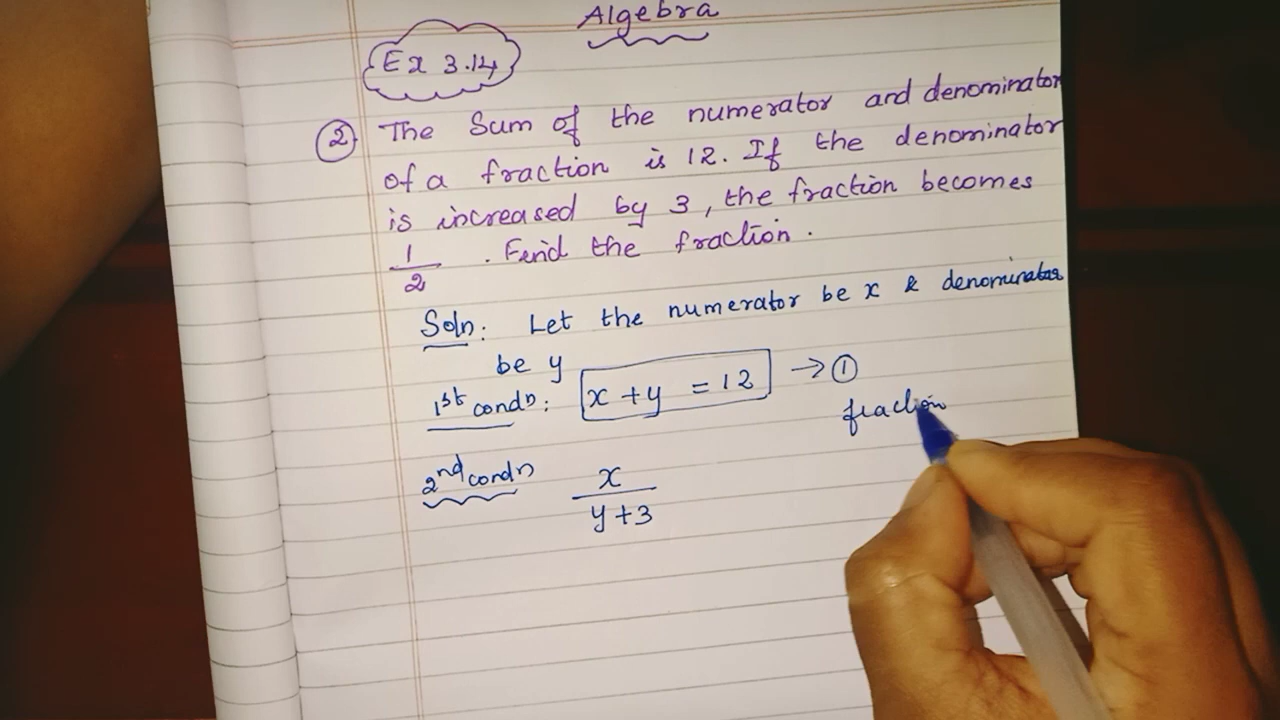 Algebra
Ex 3.14
② The Sum of the numerator and denominator
of a fraction is 12. If the denominator
is increased by 3, the fraction becomes
1/2 . Find the fraction.
Soln: Let the numerator be x & denominator
be y
1st condn: x + y = 12 → ①
fraction
2nd condn x / y + 3